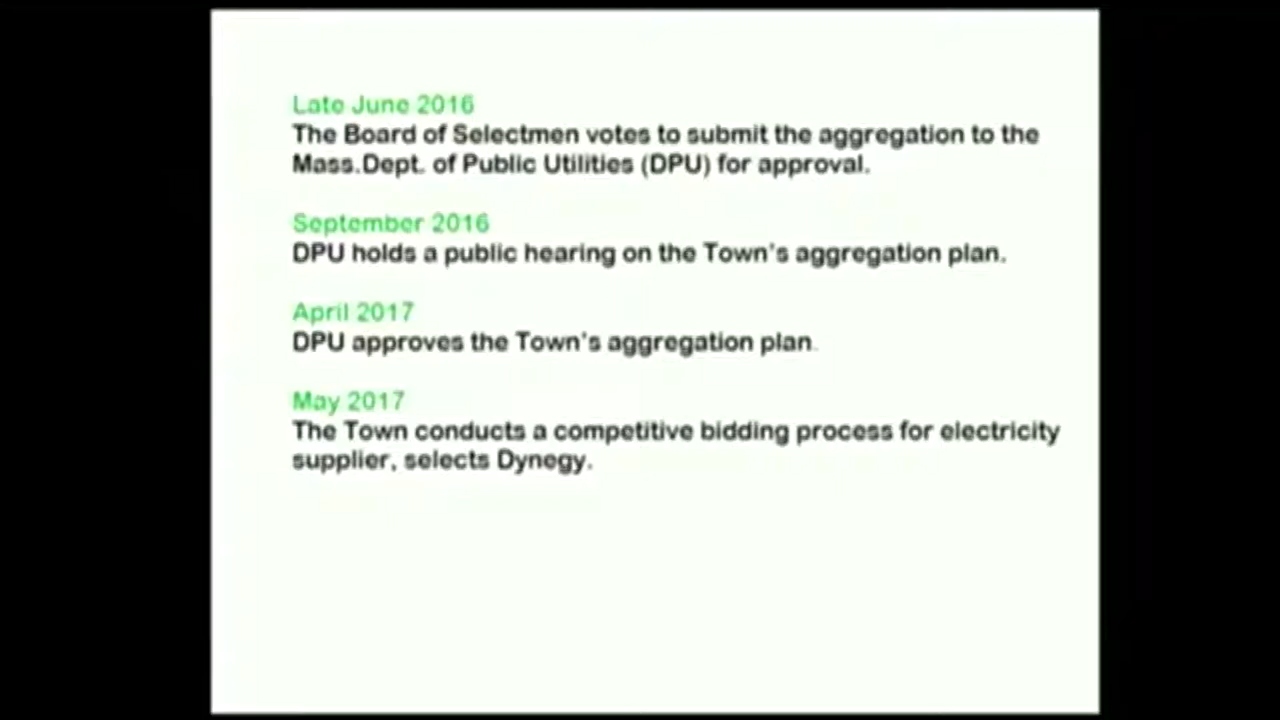 Late June 2016
The Board of Selectmen votes to submit the aggregation to the
Mass.Dept. of Public Utilities (DPU) for approval.
September 2016
DPU holds a public hearing on the Town's aggregation plan.
April 2017
DPU approves the Town's aggregation plan.
May 2017
The Town conducts a competitive bidding process for electricity
supplier, selects Dynegy.